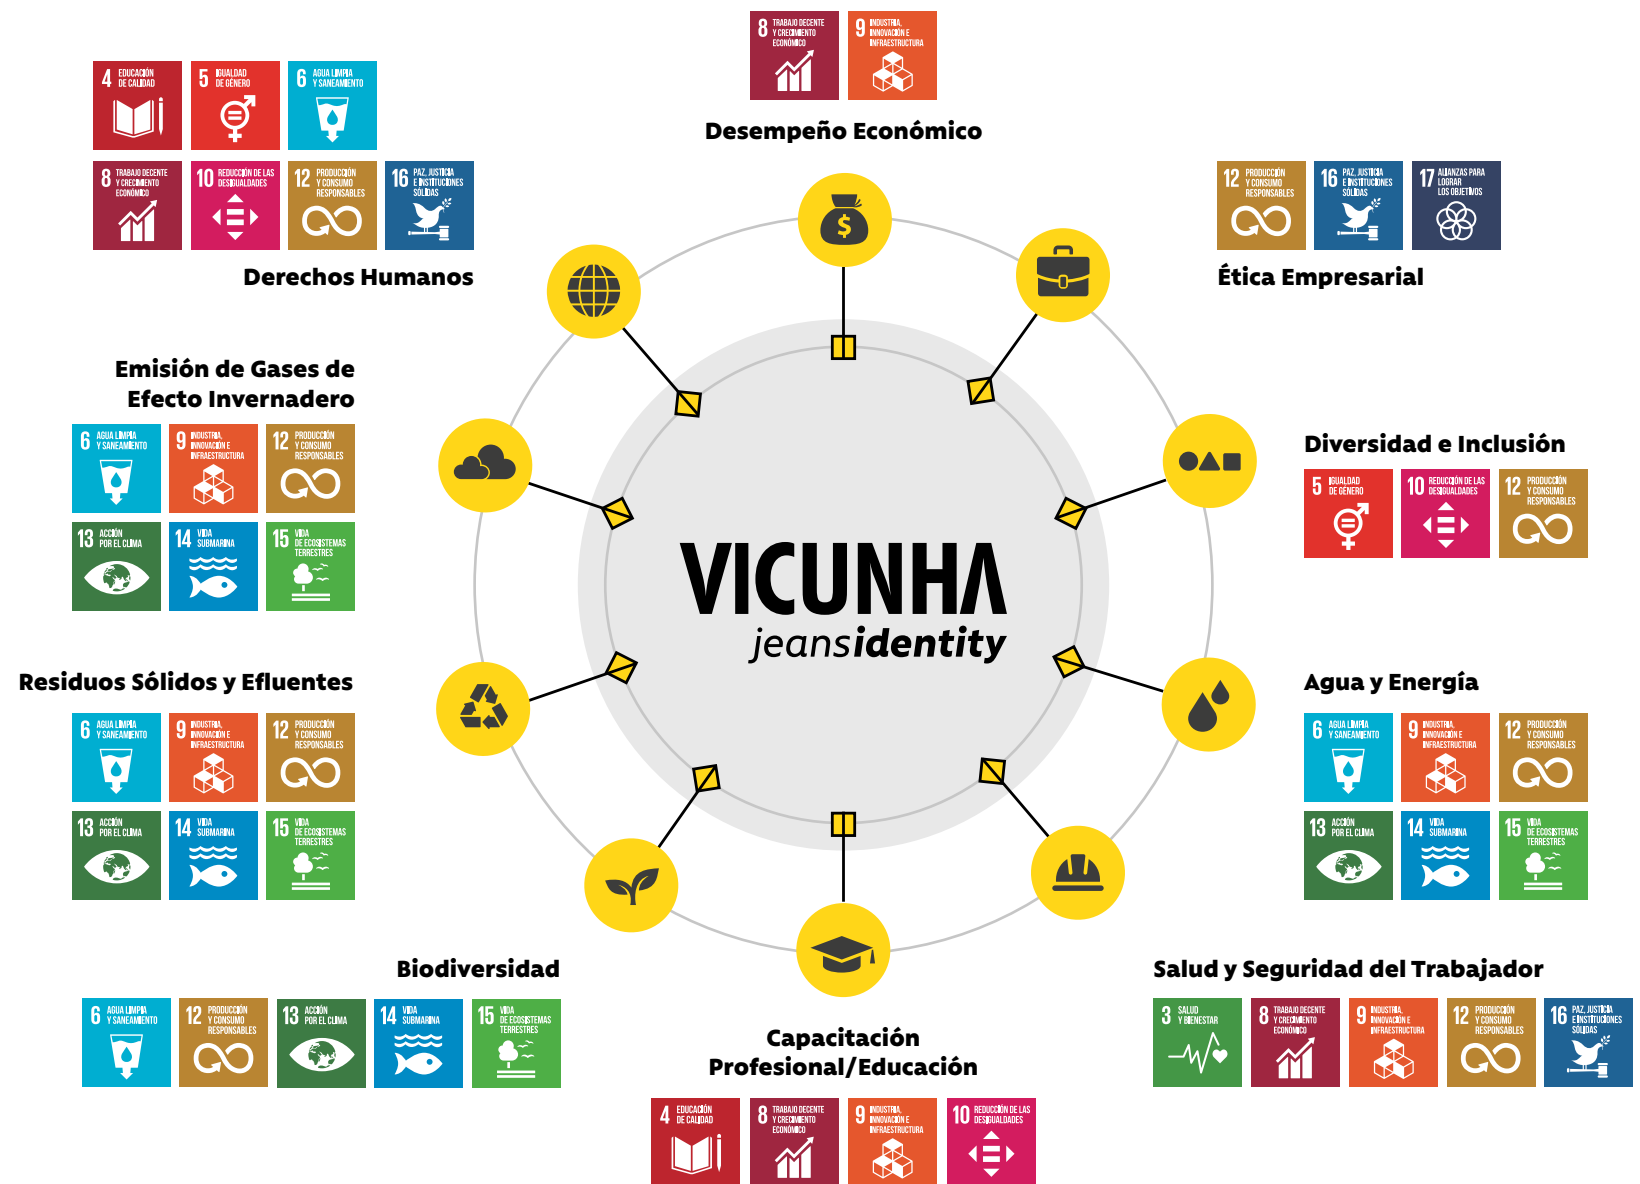 8 TRABAJO DECENTE
Y CRECIMIENTO
ECONÓMICO
9 INDUSTRIA,
INNOVACIÓN E
INFRAESTRUCTURA
Desempeño Económico
4 EDUCACIÓN
DE CALIDAD
5 IGUALDAD
DE GÉNERO
6 AGUA LIMPIA
Y SANEAMIENTO
8 TRABAJO DECENTE
Y CRECIMIENTO
ECONÓMICO
10 REDUCCIÓN DE LAS
DESIGUALDADES
12 PRODUCCIÓN
Y CONSUMO
RESPONSABLES
16 PAZ, JUSTICIA
E INSTITUCIONES
SÓLIDAS
Derechos Humanos
12 PRODUCCIÓN
Y CONSUMO
RESPONSABLES
16 PAZ, JUSTICIA
E INSTITUCIONES
SÓLIDAS
17 ALIANZAS PARA
LOGRAR
LOS OBJETIVOS
Ética Empresarial
$
Emisión de Gases de
Efecto Invernadero
6 AGUA LIMPIA
Y SANEAMIENTO
9 INDUSTRIA,
INNOVACIÓN E
INFRAESTRUCTURA
12 PRODUCCIÓN
Y CONSUMO
RESPONSABLES
13 ACCIÓN
POR EL CLIMA
14 VIDA
SUBMARINA
15 VIDA
DE ECOSISTEMAS
TERRESTRES
Diversidad e Inclusión
5 IGUALDAD
DE GÉNERO
10 REDUCCIÓN DE LAS
DESIGUALDADES
12 PRODUCCIÓN
Y CONSUMO
RESPONSABLES
VICUNHA
jeansidentity
Residuos Sólidos y Efluentes
6 AGUA LIMPIA
Y SANEAMIENTO
9 INDUSTRIA,
INNOVACIÓN E
INFRAESTRUCTURA
12 PRODUCCIÓN
Y CONSUMO
RESPONSABLES
13 ACCIÓN
POR EL CLIMA
14 VIDA
SUBMARINA
15 VIDA
DE ECOSISTEMAS
TERRESTRES
Agua y Energía
6 AGUA LIMPIA
Y SANEAMIENTO
9 INDUSTRIA,
INNOVACIÓN E
INFRAESTRUCTURA
12 PRODUCCIÓN
Y CONSUMO
RESPONSABLES
13 ACCIÓN
POR EL CLIMA
14 VIDA
SUBMARINA
15 VIDA
DE ECOSISTEMAS
TERRESTRES
Biodiversidad
6 AGUA LIMPIA
Y SANEAMIENTO
12 PRODUCCIÓN
Y CONSUMO
RESPONSABLES
13 ACCIÓN
POR EL CLIMA
14 VIDA
SUBMARINA
15 VIDA
DE ECOSISTEMAS
TERRESTRES
Salud y Seguridad del Trabajador
3 SALUD
Y BIENESTAR
8 TRABAJO DECENTE
Y CRECIMIENTO
ECONÓMICO
9 INDUSTRIA,
INNOVACIÓN E
INFRAESTRUCTURA
12 PRODUCCIÓN
Y CONSUMO
RESPONSABLES
16 PAZ, JUSTICIA
E INSTITUCIONES
SÓLIDAS
Capacitación
Profesional/Educación
4 EDUCACIÓN
DE CALIDAD
8 TRABAJO DECENTE
Y CRECIMIENTO
ECONÓMICO
9 INDUSTRIA,
INNOVACIÓN E
INFRAESTRUCTURA
10 REDUCCIÓN DE LAS
DESIGUALDADES